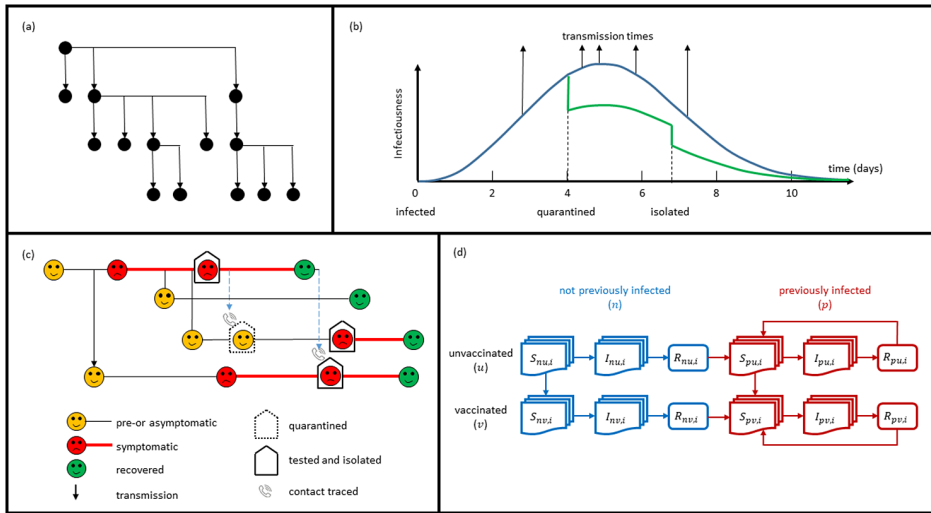 (a)
(b)
transmission times
Infectiousness
time (days)
0 2 4 6 8 10
infected quarantined isolated
(c)
pre-or asymptomatic
symptomatic
recovered
transmission
quarantined
tested and isolated
contact traced
(d)
not previously infected
(n)
previously infected
(p)
unvaccinated
(u)
S_{nu,i} I_{nu,i} R_{nu,i} S_{pu,i} I_{pu,i} R_{pu,i}
vaccinated
(v)
S_{nv,i} I_{nv,i} R_{nv,i} S_{pv,i} I_{pv,i} R_{pv,i}